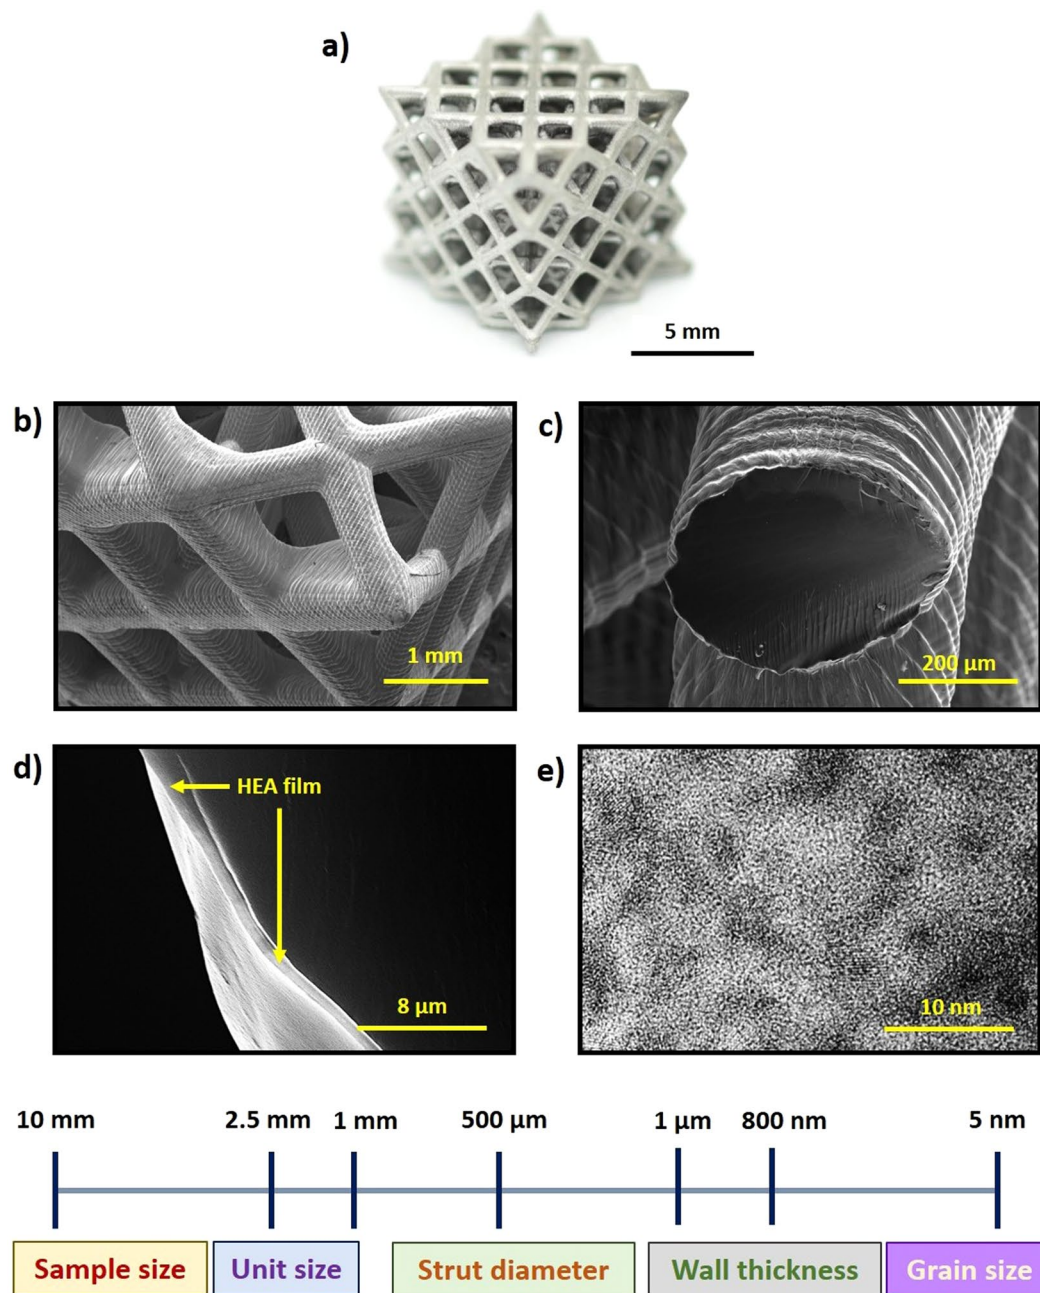 a)
5 mm
b)
1 mm
c)
200 µm
d)
HEA film
8 µm
e)
10 nm
10 mm 2.5 mm 1 mm 500 µm 1 µm 800 nm 5 nm
Sample size Unit size Strut diameter Wall thickness Grain size